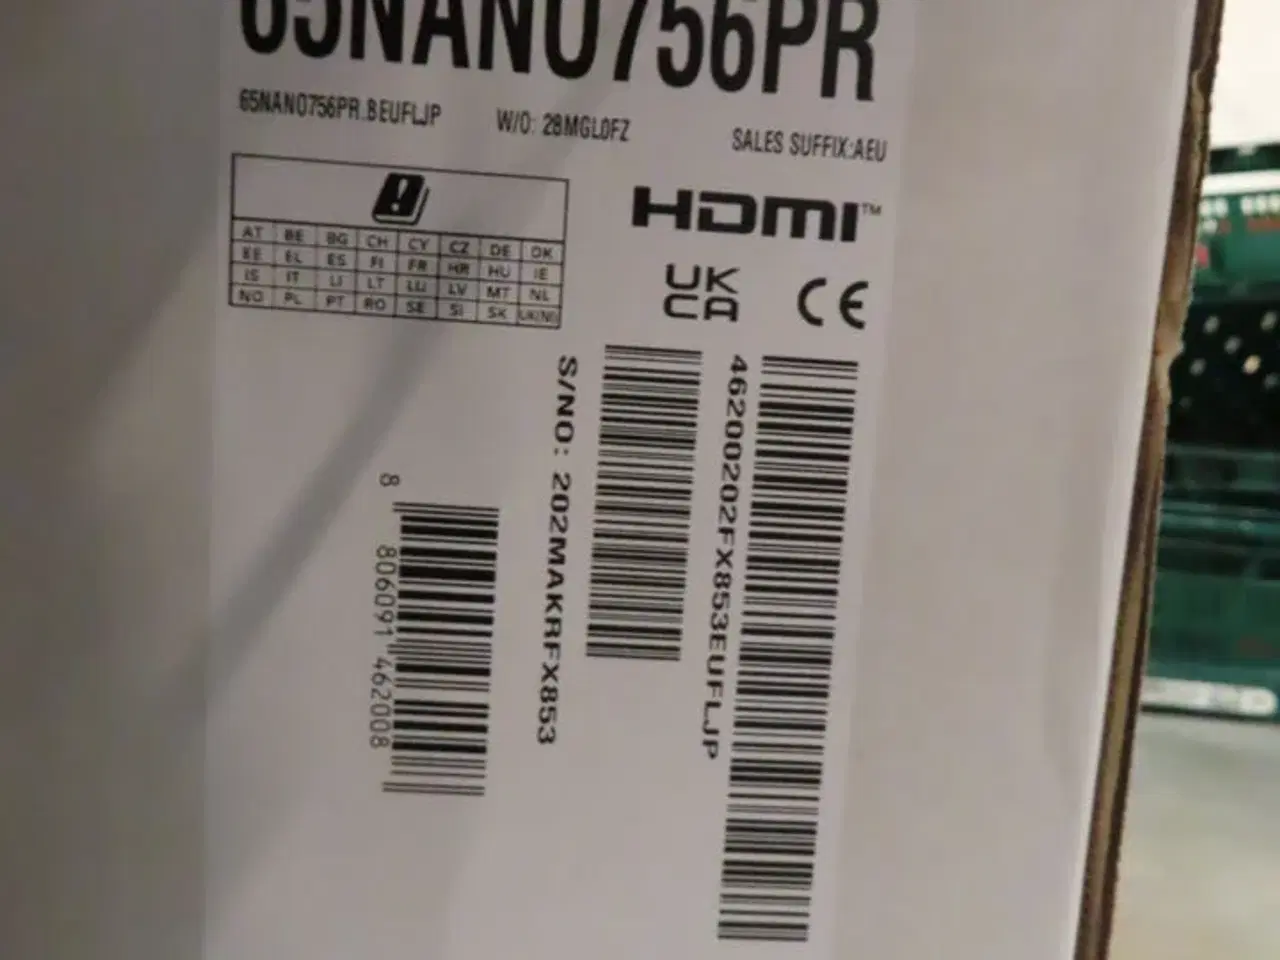 65NANO756PR
65NANO756PR.BEUFLJP
W/O: 28MGL0FZ
SALES SUFFIX:AEU
HDMI™
AT BE BG CH CY CZ DE DK
EE EL ES FI FR HR HU IE
IS IT LI LT LU LV MT NL
NO PL PT RO SE SI SK UK(NI)
UK
CA
CE
S/NO: 202MAKRFX853
46200202FX853EUFLJP
8 806091 462008